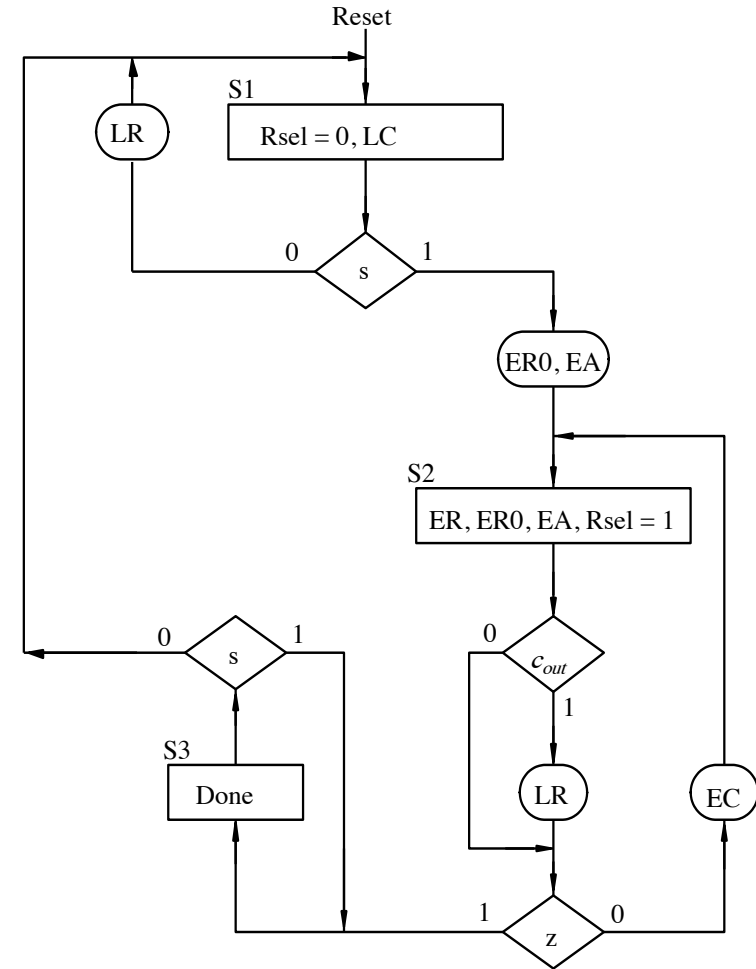 Reset
S1
LR
Rsel = 0, LC
0
s
1
ER0, EA
S2
ER, ER0, EA, Rsel = 1
0
s
1
0
c_out
1
S3
Done
LR
EC
1
z
0